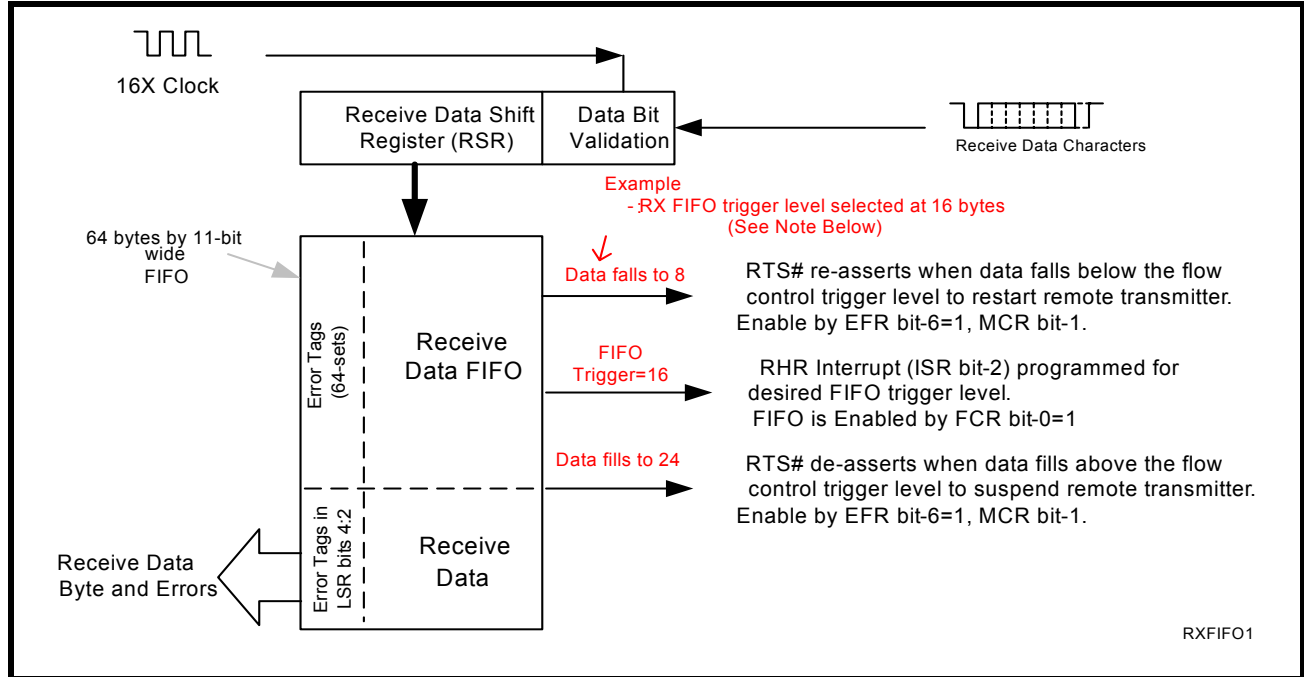 16X Clock
Receive Data Shift
Register (RSR)
Data Bit
Validation
Receive Data Characters
Example
- :RX FIFO trigger level selected at 16 bytes
(See Note Below)
64 bytes by 11-bit
wide
FIFO
Error Tags
(64-sets)
Receive
Data FIFO
Data falls to 8
RTS# re-asserts when data falls below the flow
control trigger level to restart remote transmitter.
Enable by EFR bit-6=1, MCR bit-1.
FIFO
Trigger=16
RHR Interrupt (ISR bit-2) programmed for
desired FIFO trigger level.
FIFO is Enabled by FCR bit-0=1
Data fills to 24
RTS# de-asserts when data fills above the flow
control trigger level to suspend remote transmitter.
Enable by EFR bit-6=1, MCR bit-1.
Receive Data
Byte and Errors
Error Tags in
LSR bits 4:2
Receive
Data
RXFIFO1